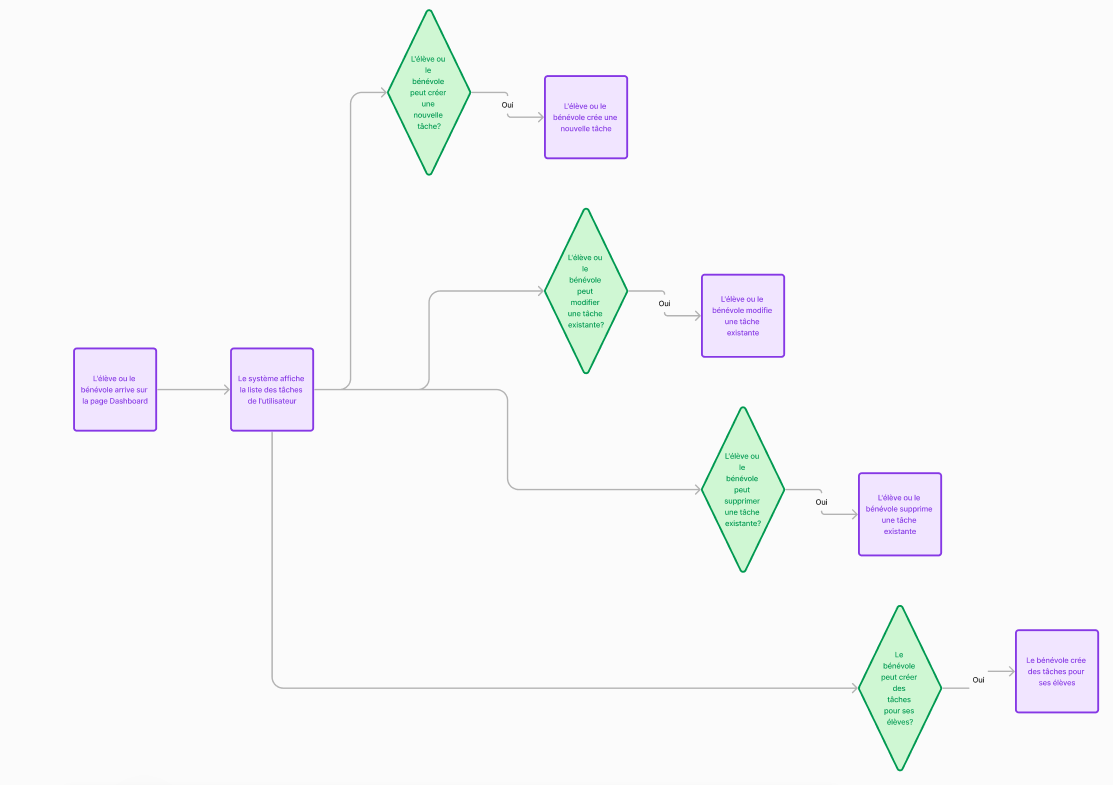 L'élève ou
le
bénévole
peut créer
une
nouvelle
tâche?
Oui
L'élève ou le
bénévole crée une
nouvelle tâche
L'élève ou
le
bénévole
peut
modifier
une tâche
existante?
Oui
L'élève ou le
bénévole modifie
une tâche
existante
L'élève ou le
bénévole arrive sur
la page Dashboard
Le système affiche
la liste des tâches
de l'utilisateur
L'élève ou
le
bénévole
peut
supprimer
une tâche
existante?
Oui
L'élève ou le
bénévole supprime
une tâche
existante
Le
bénévole
peut créer
des
tâches
pour ses
élèves?
Oui
Le bénévole crée
des tâches pour
ses élèves